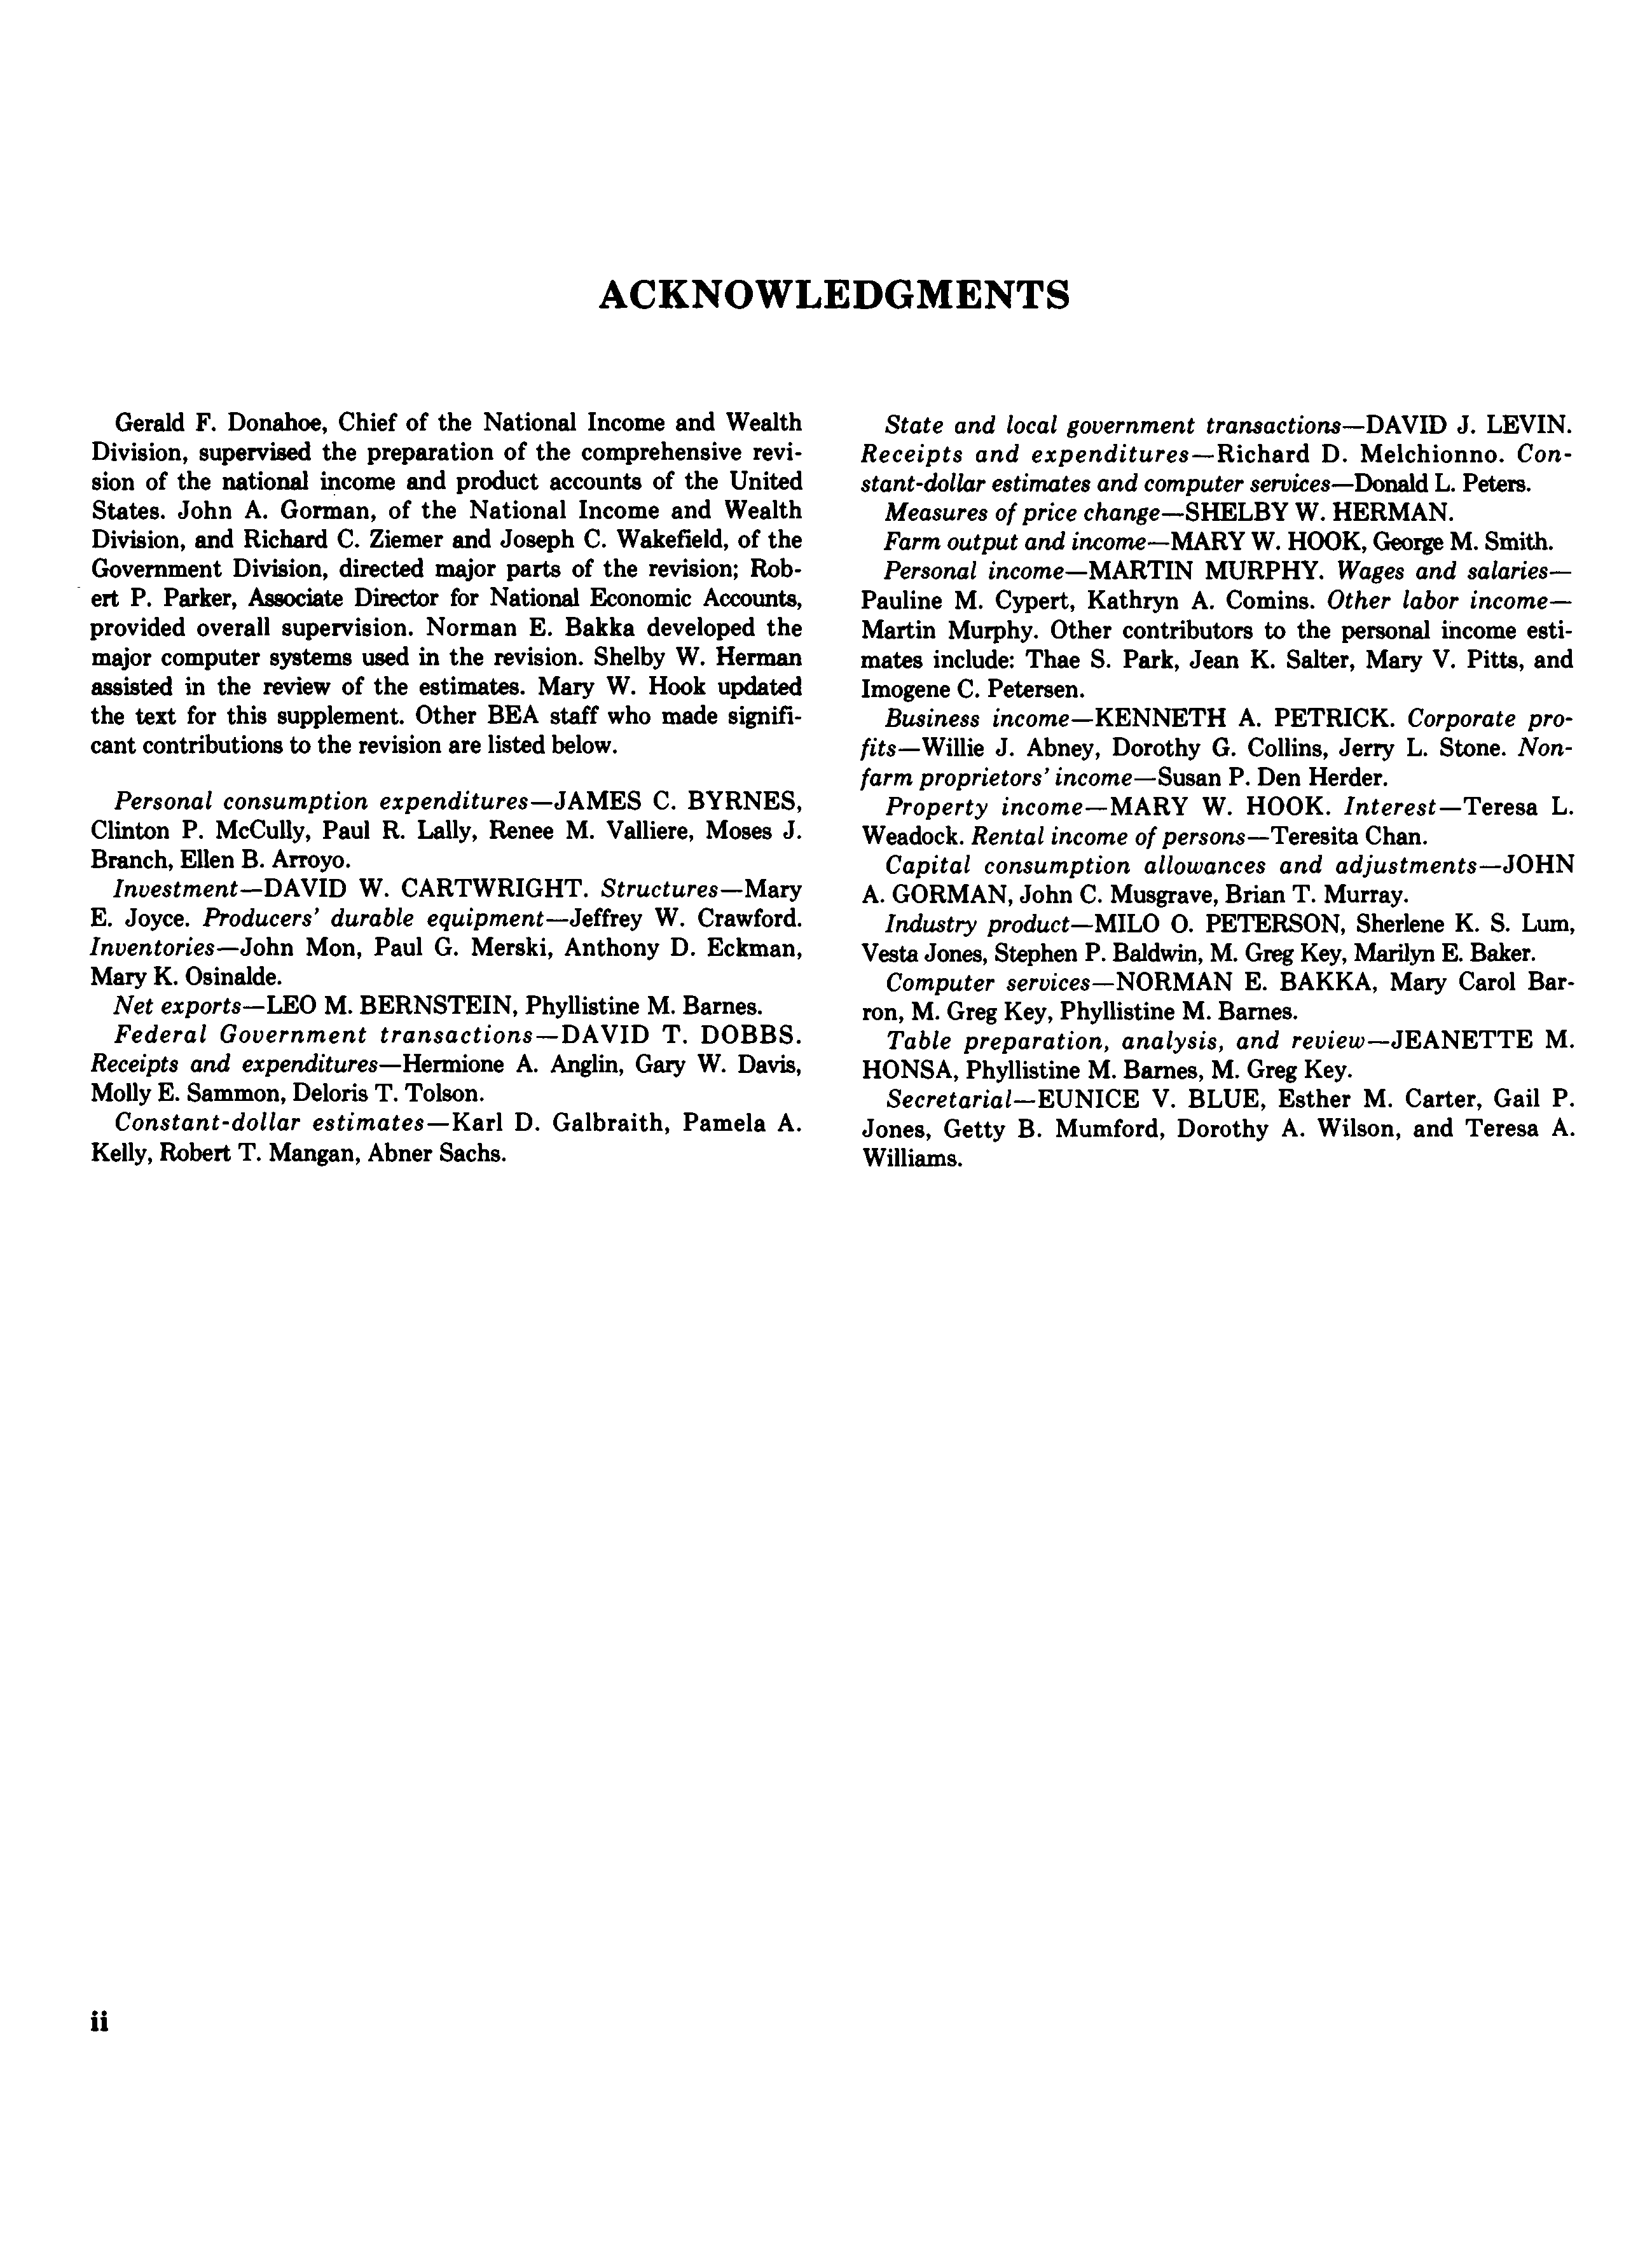 ACKNOWLEDGMENTS
Gerald F. Donahoe, Chief of the National Income and Wealth
Division, supervised the preparation of the comprehensive revi-
sion of the national income and product accounts of the United
States. John A. Gorman, of the National Income and Wealth
Division, and Richard C. Ziemer and Joseph C. Wakefield, of the
Government Division, directed major parts of the revision; Rob-
ert P. Parker, Associate Director for National Economic Accounts,
provided overall supervision. Norman E. Bakka developed the
major computer systems used in the revision. Shelby W. Herman
assisted in the review of the estimates. Mary W. Hook updated
the text for this supplement. Other BEA staff who made signifi-
cant contributions to the revision are listed below.
Personal consumption expenditures—JAMES C. BYRNES,
Clinton P. McCully, Paul R. Lally, Renee M. Valliere, Moses J.
Branch, Ellen B. Arroyo.
Investment—DAVID W. CARTWRIGHT. Structures—Mary
E. Joyce. Producers' durable equipment—Jeffrey W. Crawford.
Inventories—John Mon, Paul G. Merski, Anthony D. Eckman,
Mary K. Osinalde.
Net exports—LEO M. BERNSTEIN, Phyllistine M. Barnes.
Federal Government transactions—DAVID T. DOBBS.
Receipts and expenditures—Hermione A. Anglin, Gary W. Davis,
Molly E. Sammon, Deloris T. Tolson.
Constant-dollar estimates—Karl D. Galbraith, Pamela A.
Kelly, Robert T. Mangan, Abner Sachs.
State and local government transactions—DAVID J. LEVIN.
Receipts and expenditures—Richard D. Melchionno. Con-
stant-dollar estimates and computer services—Donald L. Peters.
Measures of price change—SHELBY W. HERMAN.
Farm output and income—MARY W. HOOK, George M. Smith.
Personal income—MARTIN MURPHY. Wages and salaries—
Pauline M. Cypert, Kathryn A. Comins. Other labor income—
Martin Murphy. Other contributors to the personal income esti-
mates include: Thae S. Park, Jean K. Salter, Mary V. Pitts, and
Imogene C. Petersen.
Business income—KENNETH A. PETRICK. Corporate pro-
fits—Willie J. Abney, Dorothy G. Collins, Jerry L. Stone. Non-
farm proprietors' income—Susan P. Den Herder.
Property income—MARY W. HOOK. Interest—Teresa L.
Weadock. Rental income of persons—Teresita Chan.
Capital consumption allowances and adjustments—JOHN
A. GORMAN, John C. Musgrave, Brian T. Murray.
Industry product—MILO O. PETERSON, Sherlene K. S. Lum,
Vesta Jones, Stephen P. Baldwin, M. Greg Key, Marilyn E. Baker.
Computer services—NORMAN E. BAKKA, Mary Carol Bar-
ron, M. Greg Key, Phyllistine M. Barnes.
Table preparation, analysis, and review—JEANETTE M.
HONSA, Phyllistine M. Barnes, M. Greg Key.
Secretarial—EUNICE V. BLUE, Esther M. Carter, Gail P.
Jones, Getty B. Mumford, Dorothy A. Wilson, and Teresa A.
Williams.
ii